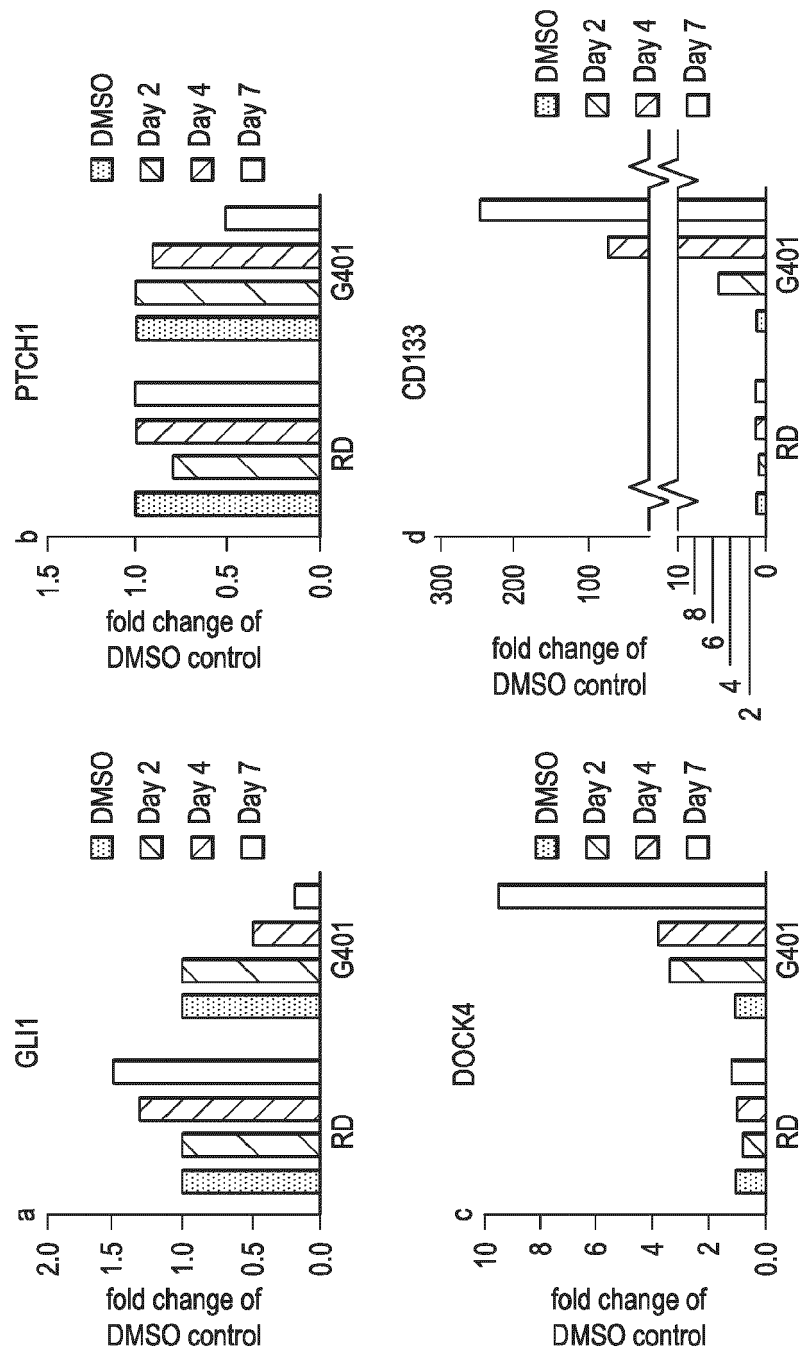 a
GLI1
fold change of
DMSO control
2.0
1.5
1.0
0.5
0.0
RD
G401
DMSO
Day 2
Day 4
Day 7
b
PTCH1
fold change of
DMSO control
1.5
1.0
0.5
0.0
RD
G401
DMSO
Day 2
Day 4
Day 7
c
DOCK4
fold change of
DMSO control
10
8
6
4
2
0.0
RD
G401
DMSO
Day 2
Day 4
Day 7
d
CD133
fold change of
DMSO control
300
200
100
10
8
6
4
2
0
RD
G401
DMSO
Day 2
Day 4
Day 7